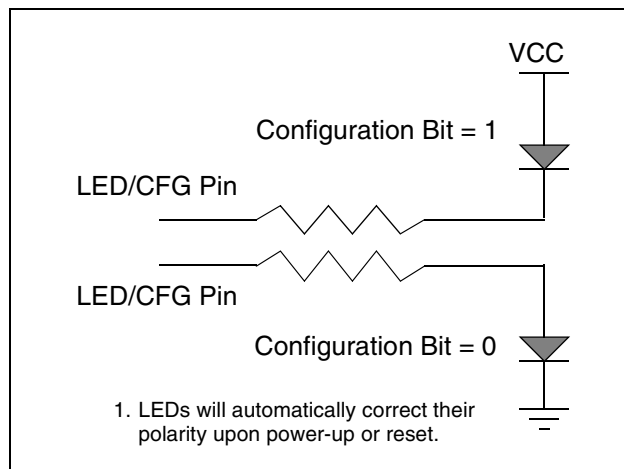 VCC
Configuration Bit = 1
LED/CFG Pin
LED/CFG Pin
Configuration Bit = 0
1. LEDs will automatically correct their
polarity upon power-up or reset.